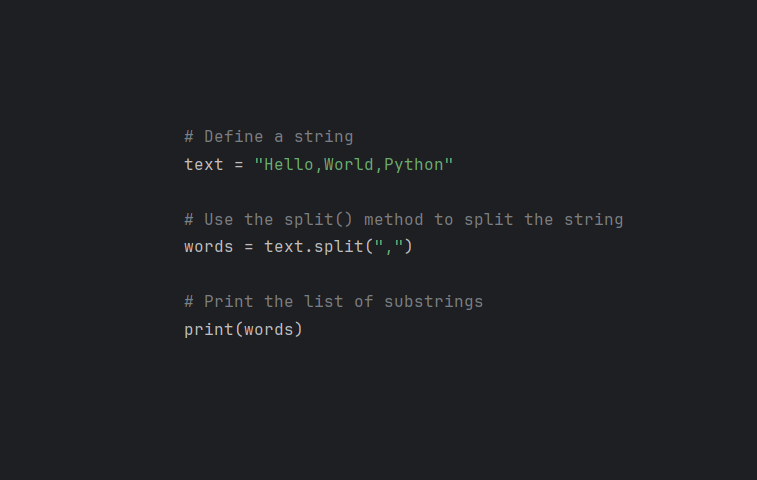 # Define a string
text = "Hello,World,Python"
# Use the split() method to split the string
words = text.split(",")
# Print the list of substrings
print(words)